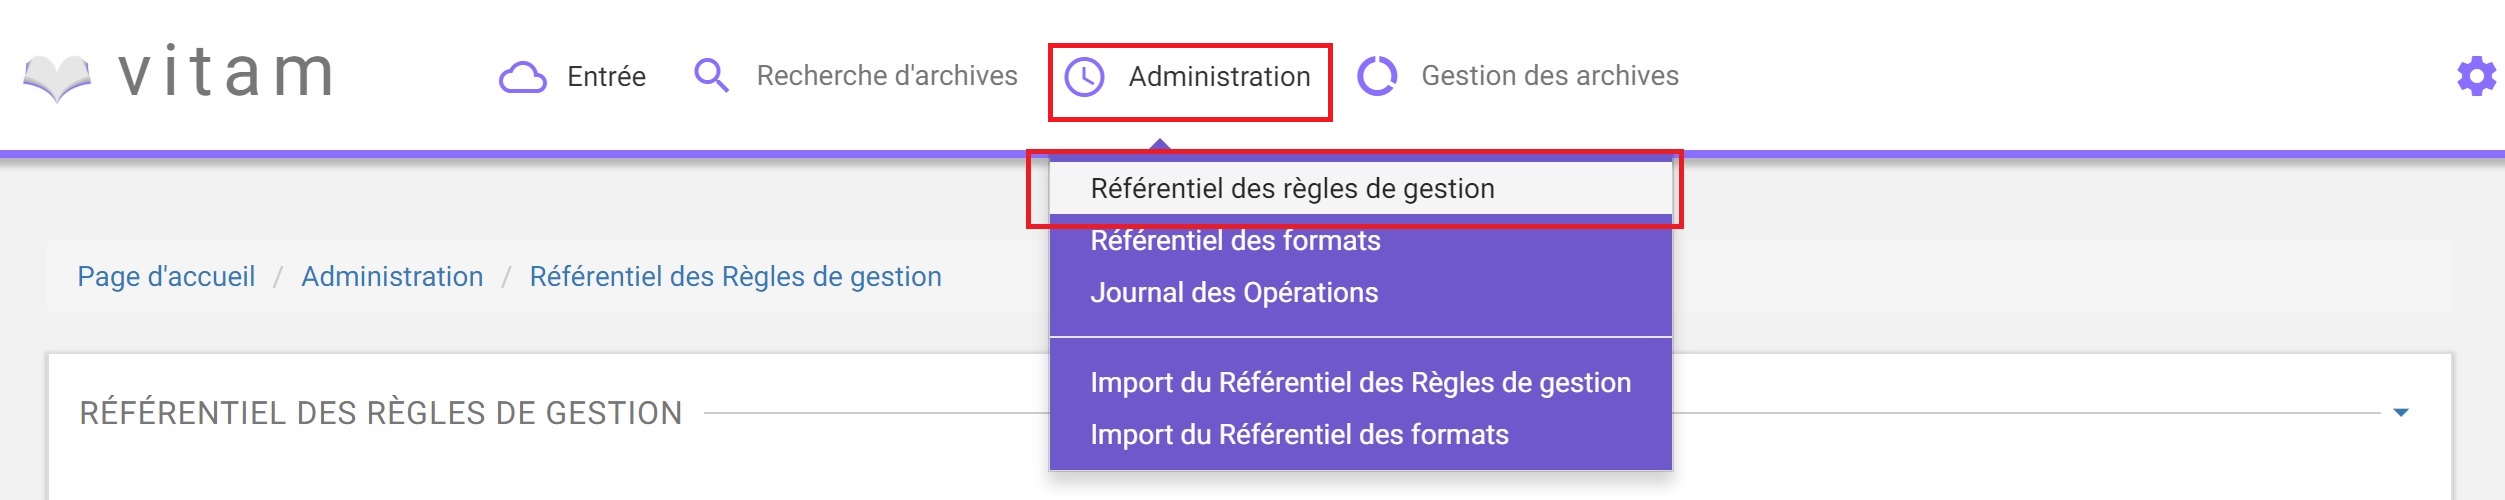 vitam
Entrée
Recherche d'archives
Administration
Gestion des archives
Référentiel des règles de gestion
Référentiel des formats
Journal des Opérations
Import du Référentiel des Règles de gestion
Import du Référentiel des formats
Page d'accueil / Administration / Référentiel des Règles de gestion
RÉFÉRENTIEL DES RÈGLES DE GESTION